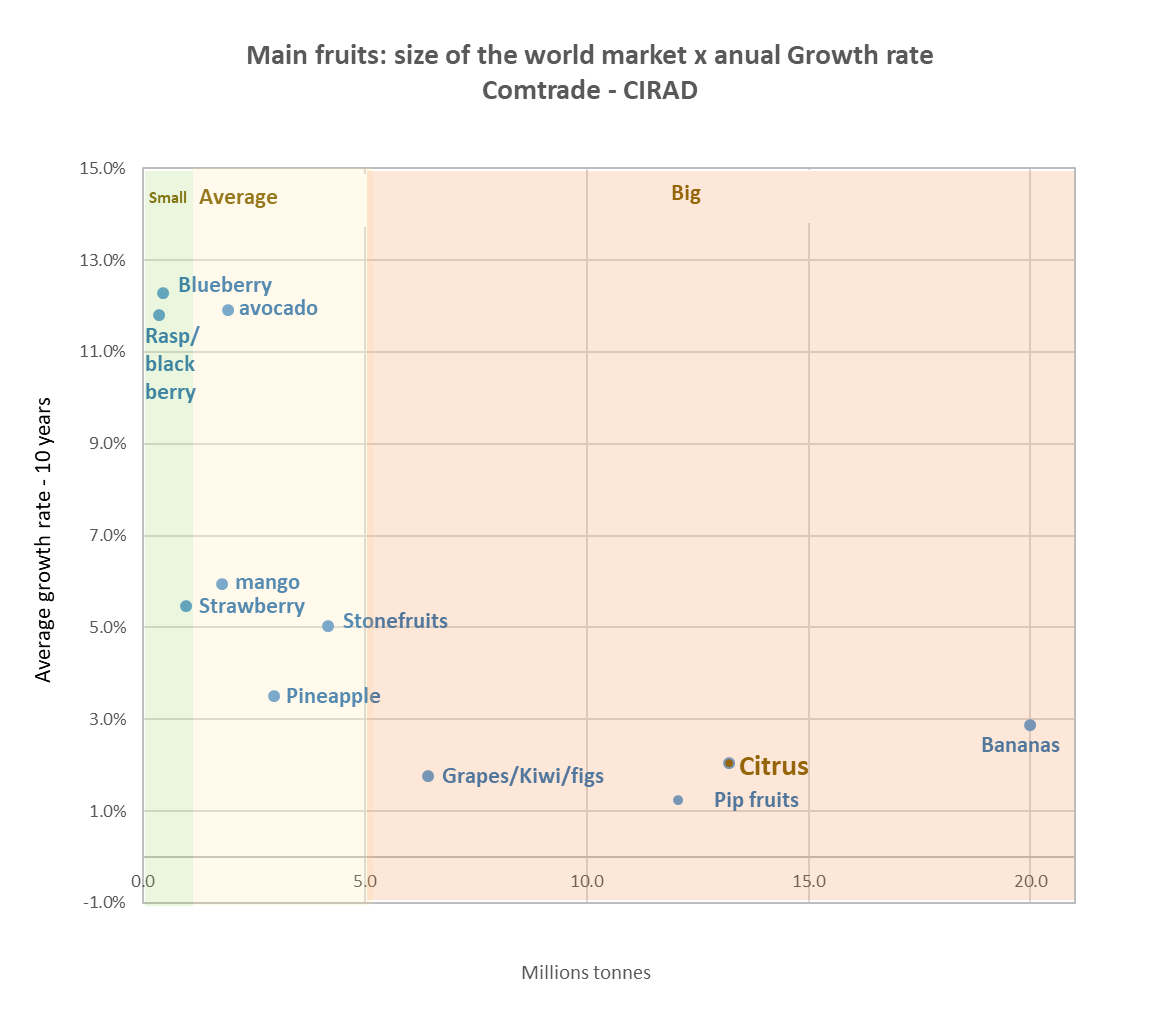 Main fruits: size of the world market x anual Growth rate
Comtrade - CIRAD
15.0%
Small
Average
Big
13.0%
Blueberry
avocado
Rasp/
black
berry
11.0%
9.0%
7.0%
mango
Strawberry
Stonefruits
5.0%
Pineapple
3.0%
Bananas
Citrus
Grapes/Kiwi/figs
Pip fruits
1.0%
0.0
5.0
10.0
15.0
20.0
-1.0%
Average growth rate - 10 years
Millions tonnes